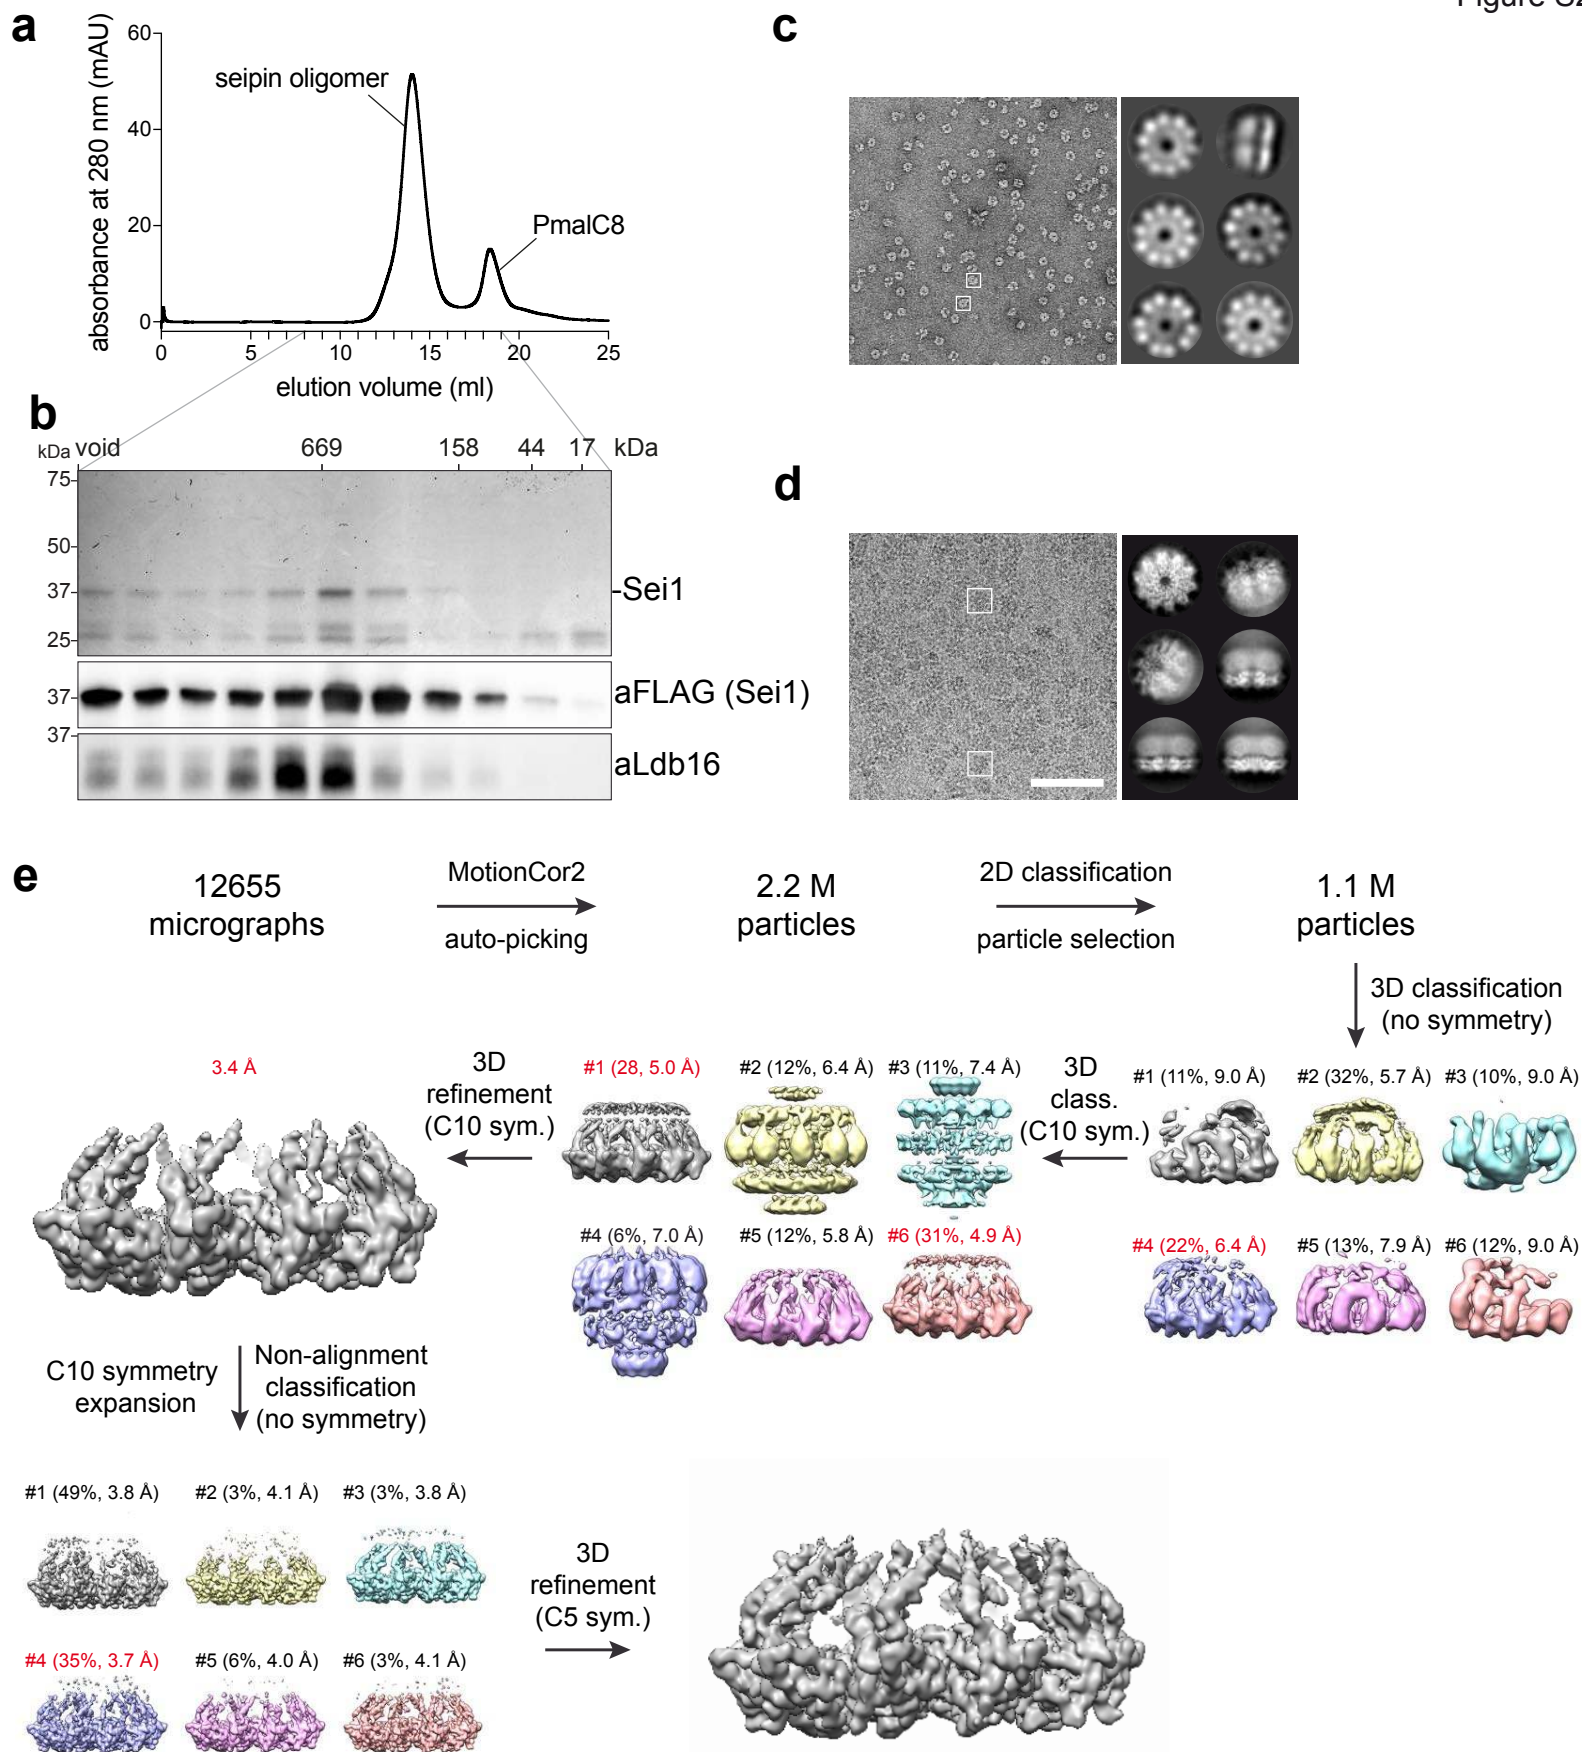 Figure S2
a
absorbance at 280 nm (mAU)
60
40
20
0
seipin oligomer
PmalC8
0 5 10 15 20 25
elution volume (ml)
b
kDa void 669 158 44 17 kDa
75
50
37
25
-Sei1
37
aFLAG (Sei1)
37
aLdb16
c
d
e
12655
micrographs
MotionCor2
auto-picking
2.2 M
particles
2D classification
particle selection
1.1 M
particles
3D classification
(no symmetry)
#1 (11%, 9.0 Å) #2 (32%, 5.7 Å) #3 (10%, 9.0 Å)
#4 (22%, 6.4 Å) #5 (13%, 7.9 Å) #6 (12%, 9.0 Å)
3D
class.
(C10 sym.)
#1 (28, 5.0 Å) #2 (12%, 6.4 Å) #3 (11%, 7.4 Å)
#4 (6%, 7.0 Å) #5 (12%, 5.8 Å) #6 (31%, 4.9 Å)
3D
refinement
(C10 sym.)
3.4 Å
C10 symmetry
expansion
Non-alignment
classification
(no symmetry)
#1 (49%, 3.8 Å) #2 (3%, 4.1 Å) #3 (3%, 3.8 Å)
#4 (35%, 3.7 Å) #5 (6%, 4.0 Å) #6 (3%, 4.1 Å)
3D
refinement
(C5 sym.)